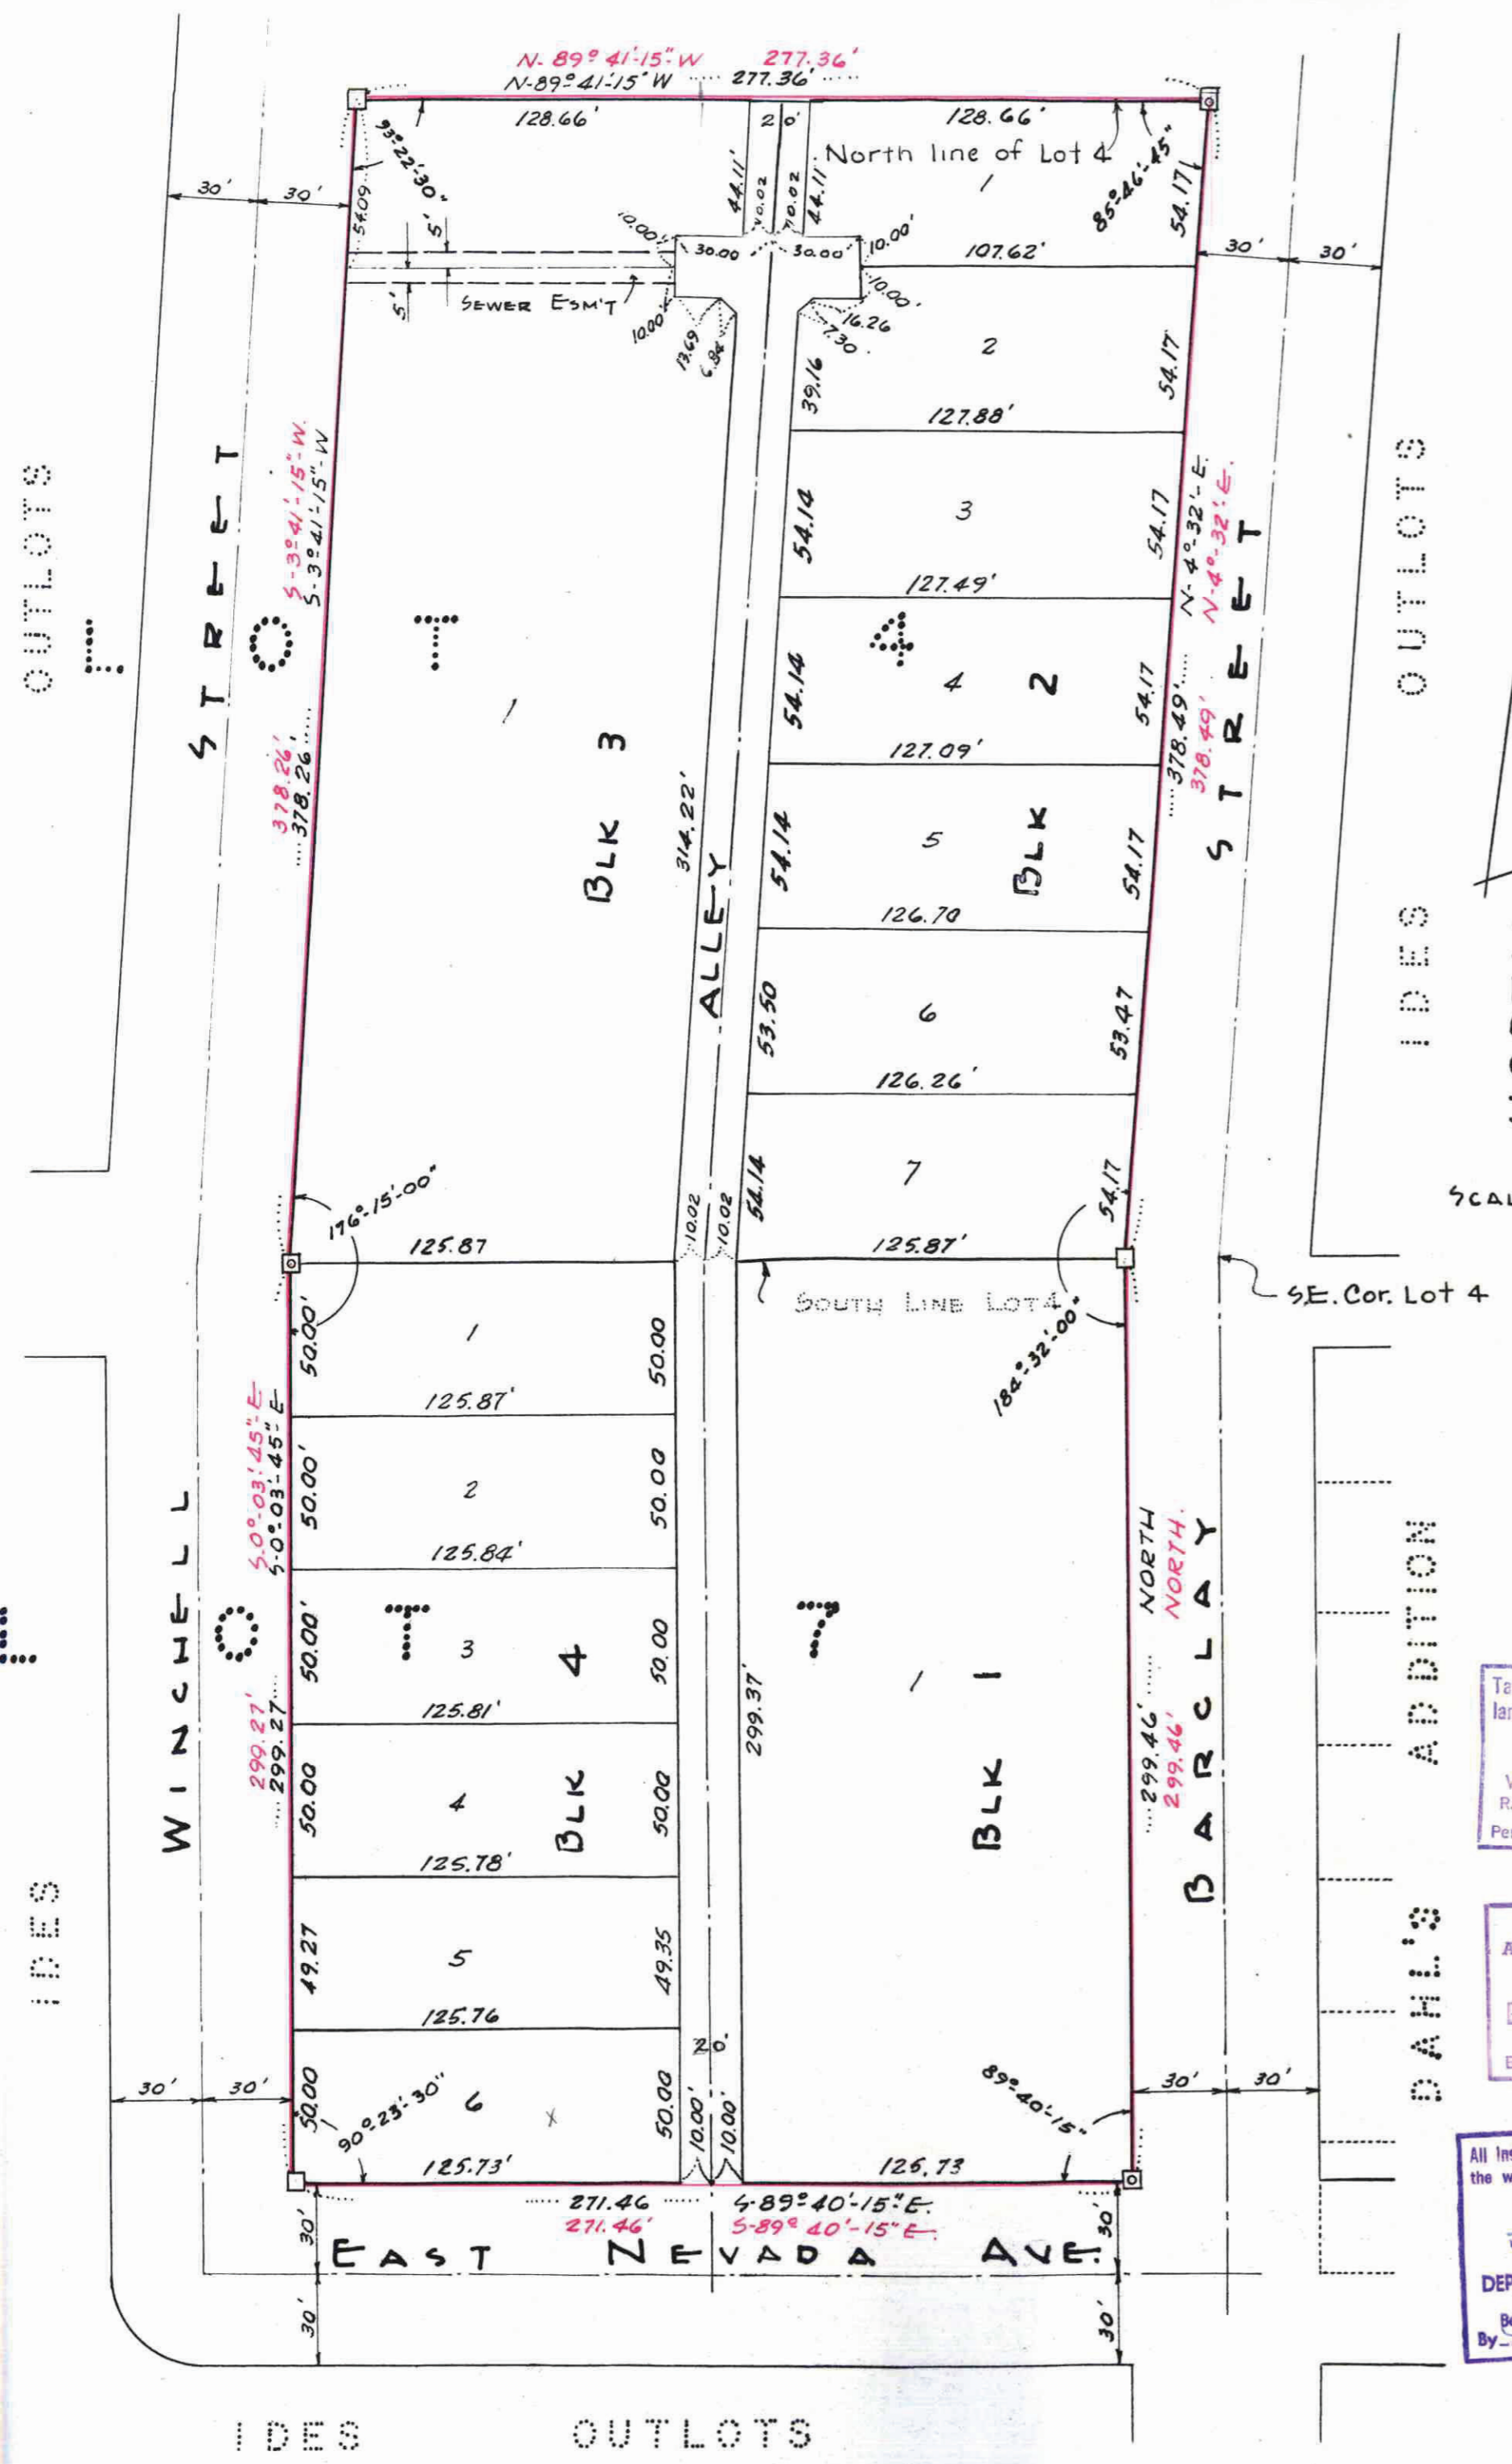 N-89°41'-15"-W 277.36'
N-89°41'-15"W ..... 277.36' .....
128.66'
20'
128.66'
North line of Lot 4
93°-22'-30"
85°-46'-45"
30'
30'
54.09
5'
44.11'
10.02
10.02
44.11'
1
54.17
10.00'
30.00
30.00
10.00'
107.62'
30'
30'
5'
SEWER ESM'T
10.00'
13.69
6.84
10.00'
16.26
7.30
2
39.16
54.17
127.88'
3
54.14
54.17
127.49'
S-3°41'-15"-W.
S-3°41'-15"-W
378.26'
.....378.26'.....
N-4°-32'-E.
N-4°-32'-E.
.....378.49'.....
378.49'
OUTLOTS
STREET
LOT
4
4
2
54.14
54.17
127.09'
1
BLK 3
314.22'
ALLEY
5
BLK
54.14
54.17
126.70
STREET
OUTLOTS
IDES
53.50
6
53.47
126.26'
54.14
7
54.17
SCAL
176°-15'-00"
125.87
10.02
10.02
125.87'
SOUTH LINE LOT 4
S.E. Cor. Lot 4
184°-32'-00"
50.00'
1
50.00
125.87'
50.00'
2
50.00
125.84'
S.0°-03'-45"-E
S-0°-03'-45"E
299.27'
.....299.27.....
NORTH
NORTH.
.....299.46'.....
299.46'
50.00'
LOT
3
4
50.00
125.81'
299.37'
7
1
BLK 1
WINCHELL
BARCLAY
50.00
4
BLK
50.00
125.78'
49.27
5
49.35
125.76
IDES
DAHL'S ADDITION
30'
30'
50.00
90°-23'-30"
6
x
50.00
20.
10.00'
10.00'
89°-40'-15"
30'
30'
125.73'
125.73
..... 271.46 ..... S-89°40'-15"E.
271.46' S-89°40'-15"E.
30'
EAST NEVADA AVE.
30'
30'
30'
IDES OUTLOTS
Ta
lan
Per
All Ins
the w
DEP
By